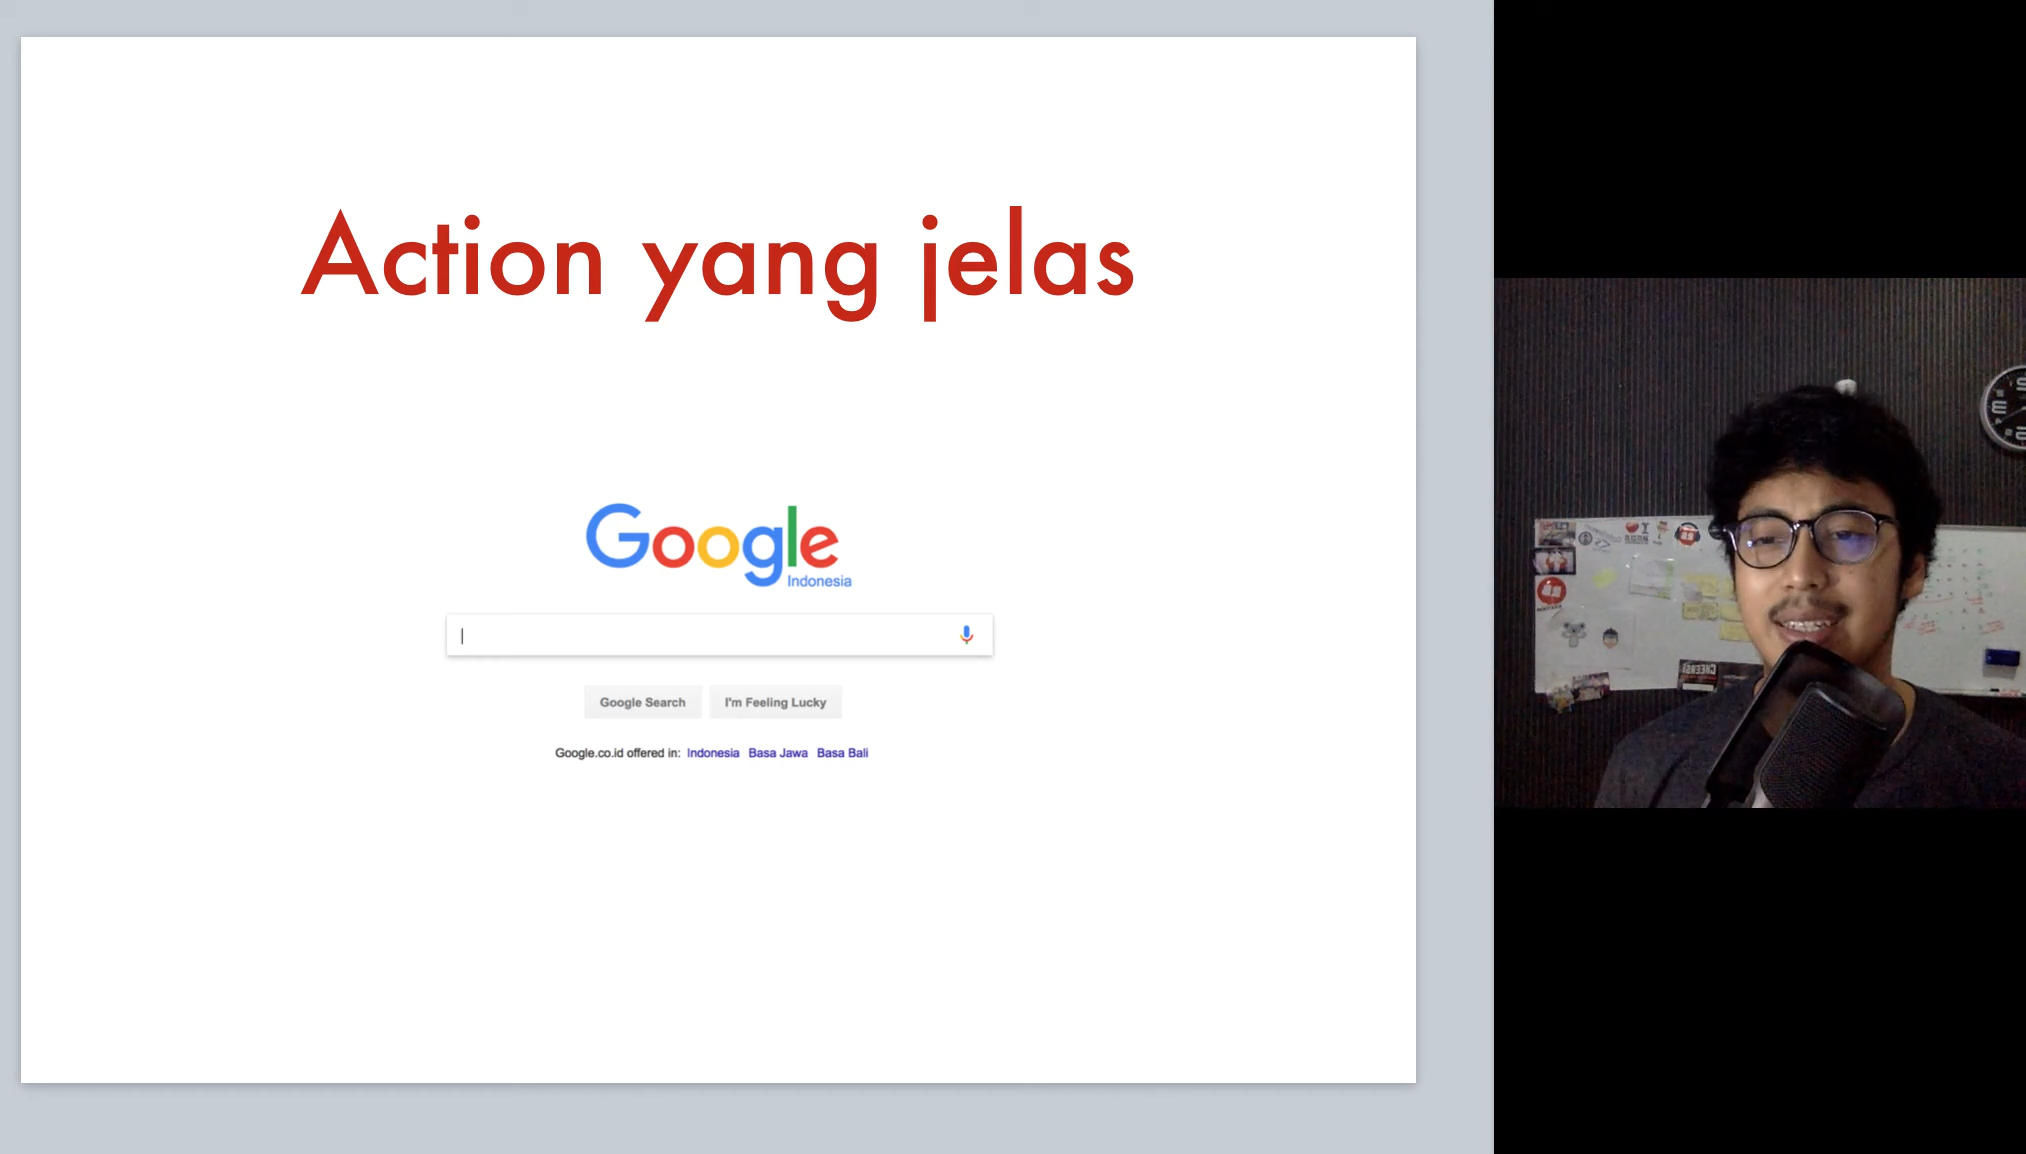 Action yang jelas
Google
Indonesia
Google Search I'm Feeling Lucky
Google.co.id offered in: Indonesia Basa Jawa Basa Bali